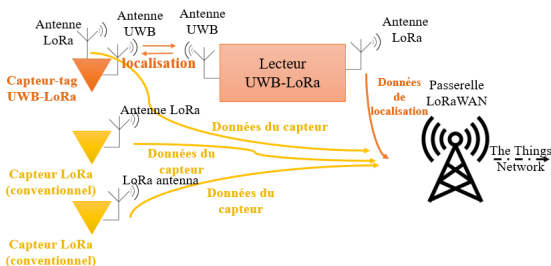 Antenne
LoRa
Antenne
UWB
localisation
Antenne
UWB
Lecteur
UWB-LoRa
Antenne
LoRa
Capteur-tag
UWB-LoRa
Données
de
localisation
Passerelle
LoRaWAN
Antenne LoRa
Données du capteur
Données du
capteur
The Things
Network
Capteur LoRa
(conventionnel)
LoRa antenna
Données du
capteur
Capteur LoRa
(conventionnel)